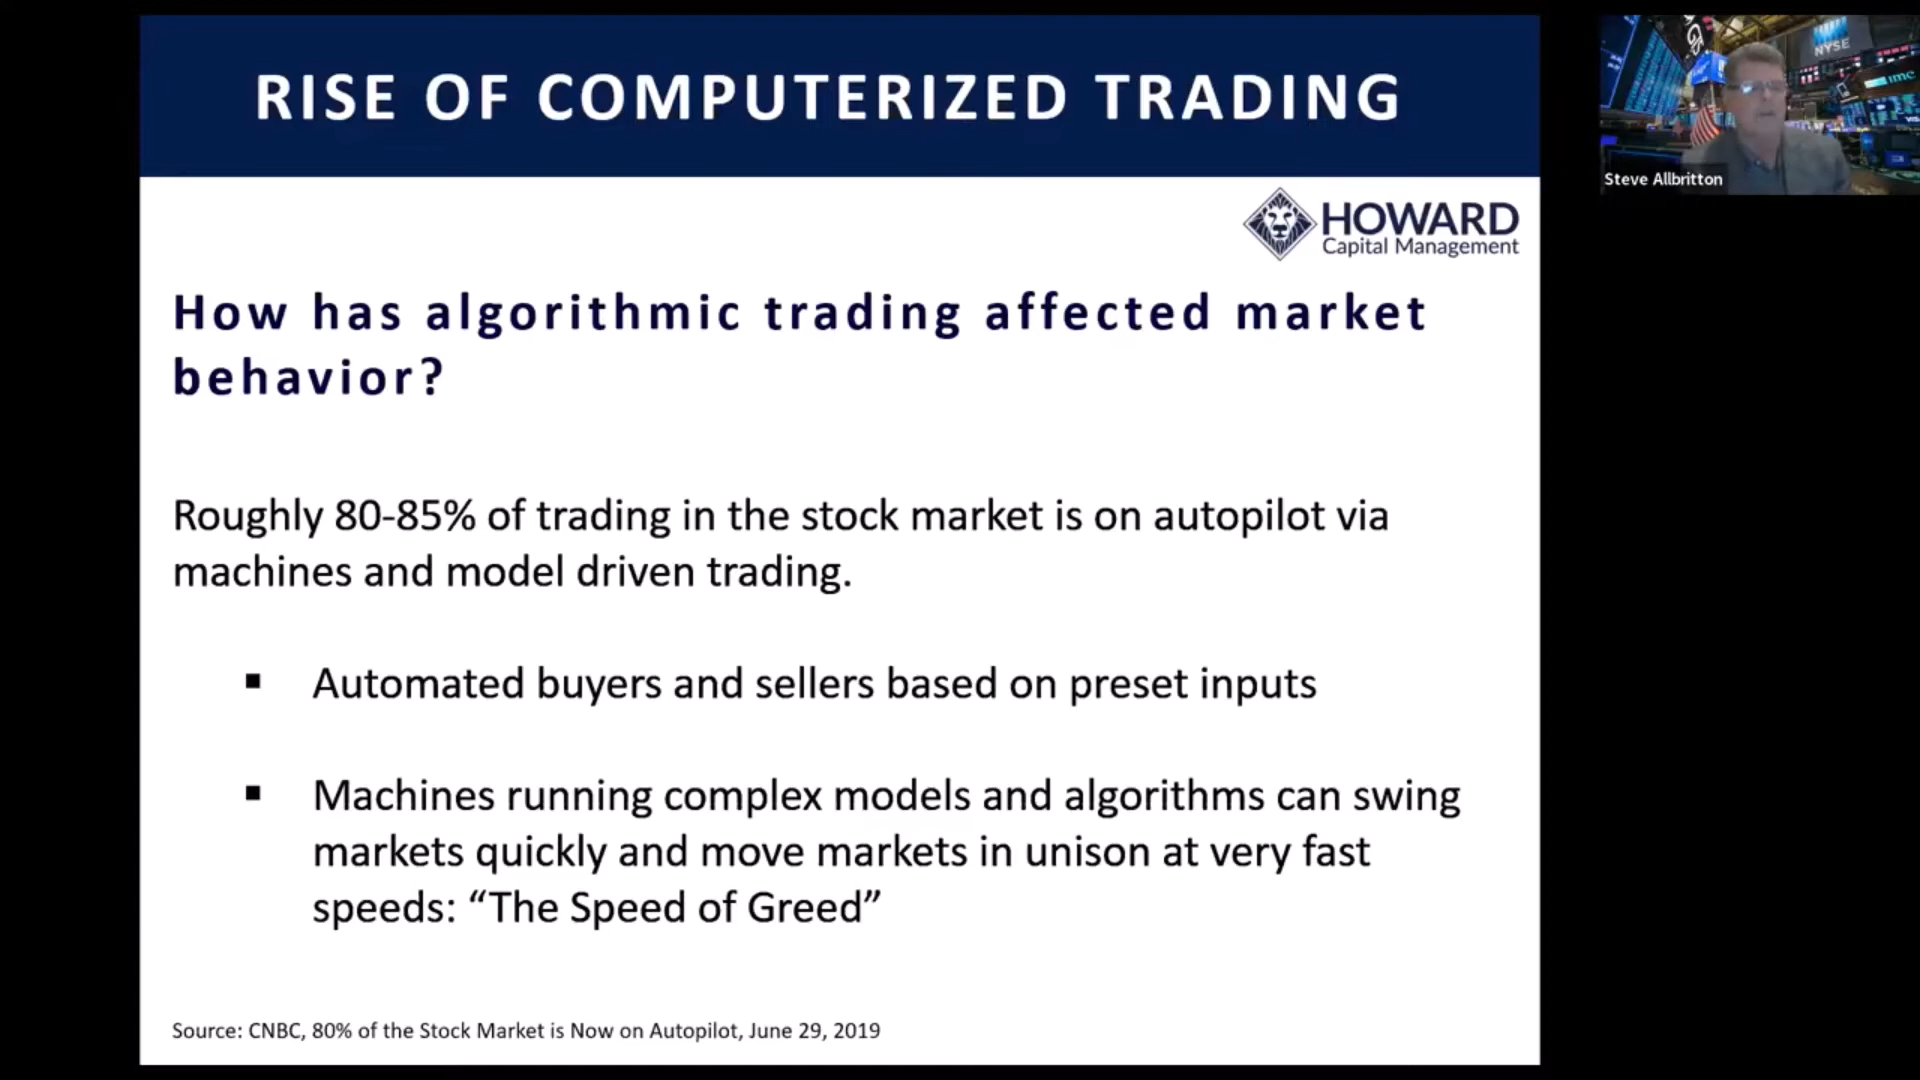 RISE OF COMPUTERIZED TRADING
NYSE
imc
Steve Allbritton
HOWARD
Capital Management
How has algorithmic trading affected market
behavior?
Roughly 80-85% of trading in the stock market is on autopilot via
machines and model driven trading.
▪ Automated buyers and sellers based on preset inputs
▪ Machines running complex models and algorithms can swing
markets quickly and move markets in unison at very fast
speeds: “The Speed of Greed”
Source: CNBC, 80% of the Stock Market is Now on Autopilot, June 29, 2019